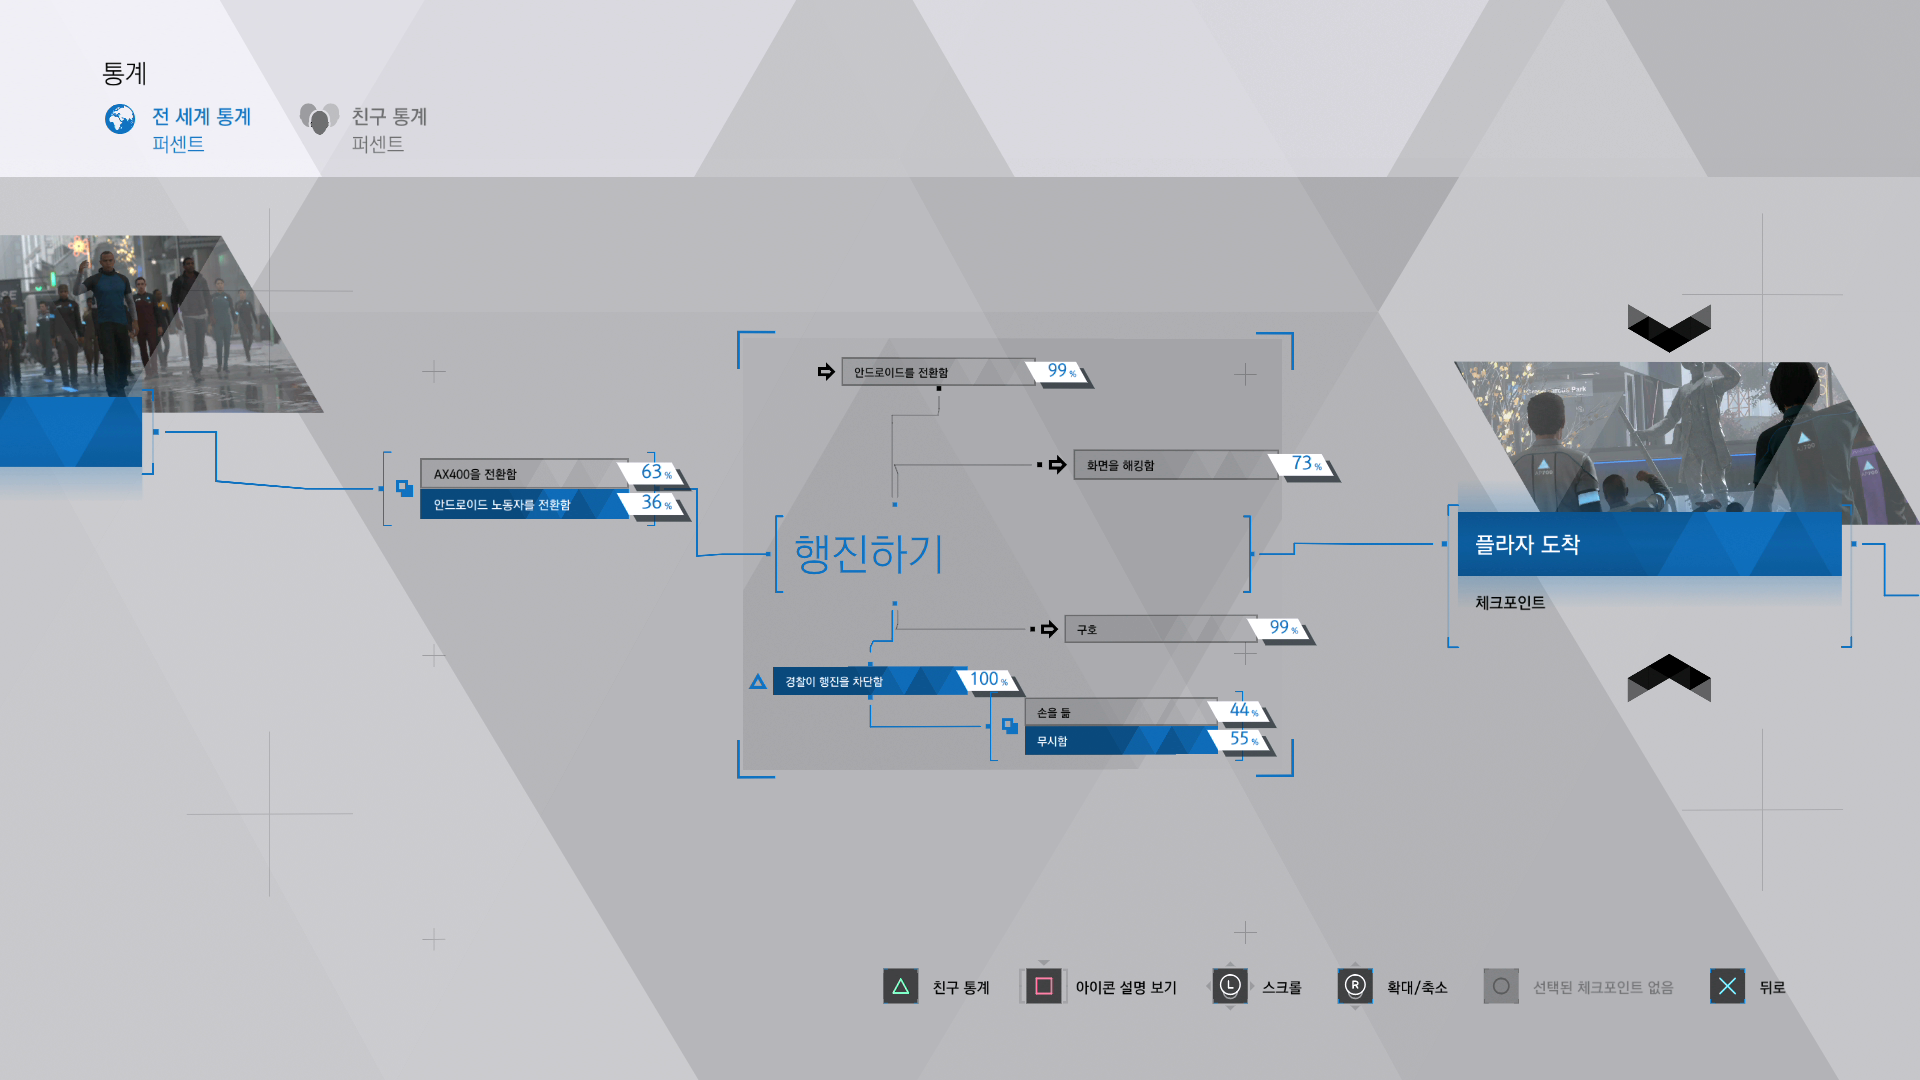 통계
전 세계 통계
퍼센트
친구 통계
퍼센트
안드로이드를 전환함 99%
화면을 해킹함 73%
AX400을 전환함 63%
안드로이드 노동자를 전환함 36%
행진하기
플라자 도착
체크포인트
구호 99%
경찰이 행진을 차단함 100%
손을 듦 44%
무시함 55%
친구 통계
아이콘 설명 보기
L 스크롤
R 확대/축소
선택된 체크포인트 없음
뒤로